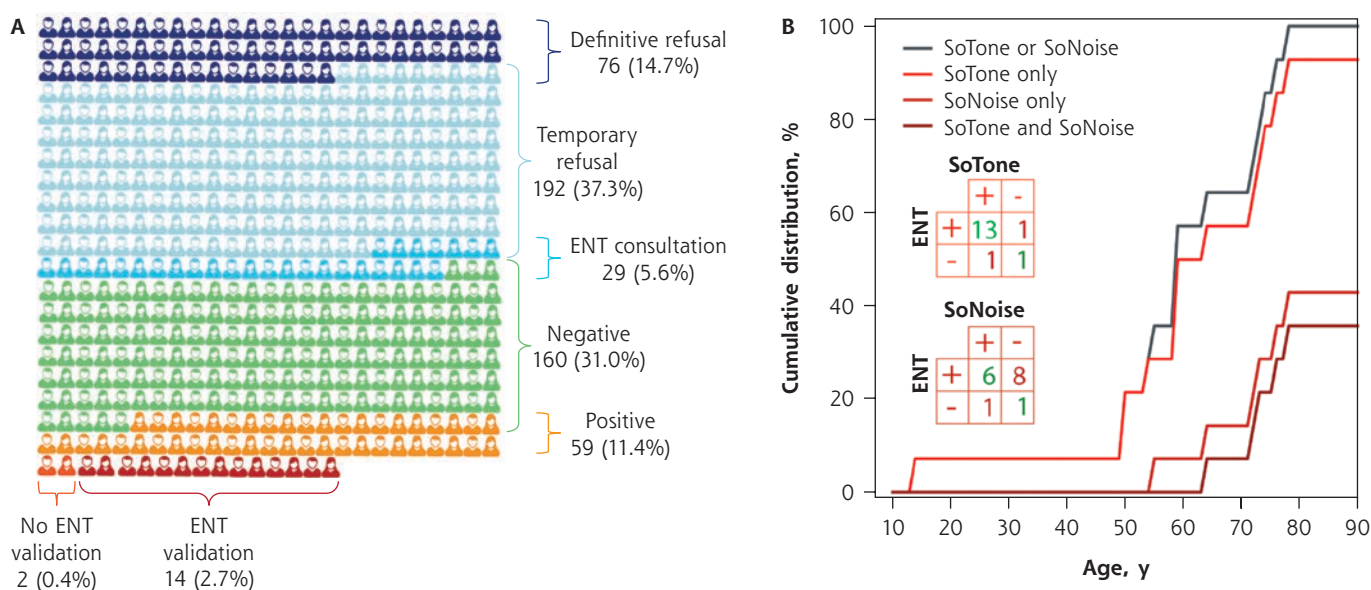 A
Definitive refusal
76 (14.7%)
Temporary
refusal
192 (37.3%)
ENT consultation
29 (5.6%)
Negative
160 (31.0%)
Positive
59 (11.4%)
No ENT
validation
2 (0.4%)
ENT
validation
14 (2.7%)
B
SoTone or SoNoise
SoTone only
SoNoise only
SoTone and SoNoise
Cumulative distribution, %
100
80
60
40
20
0
SoTone
ENT
+ -
+ 13 1
- 1 1
SoNoise
ENT
+ -
+ 6 8
- 1 1
10 20 30 40 50 60 70 80 90
Age, y